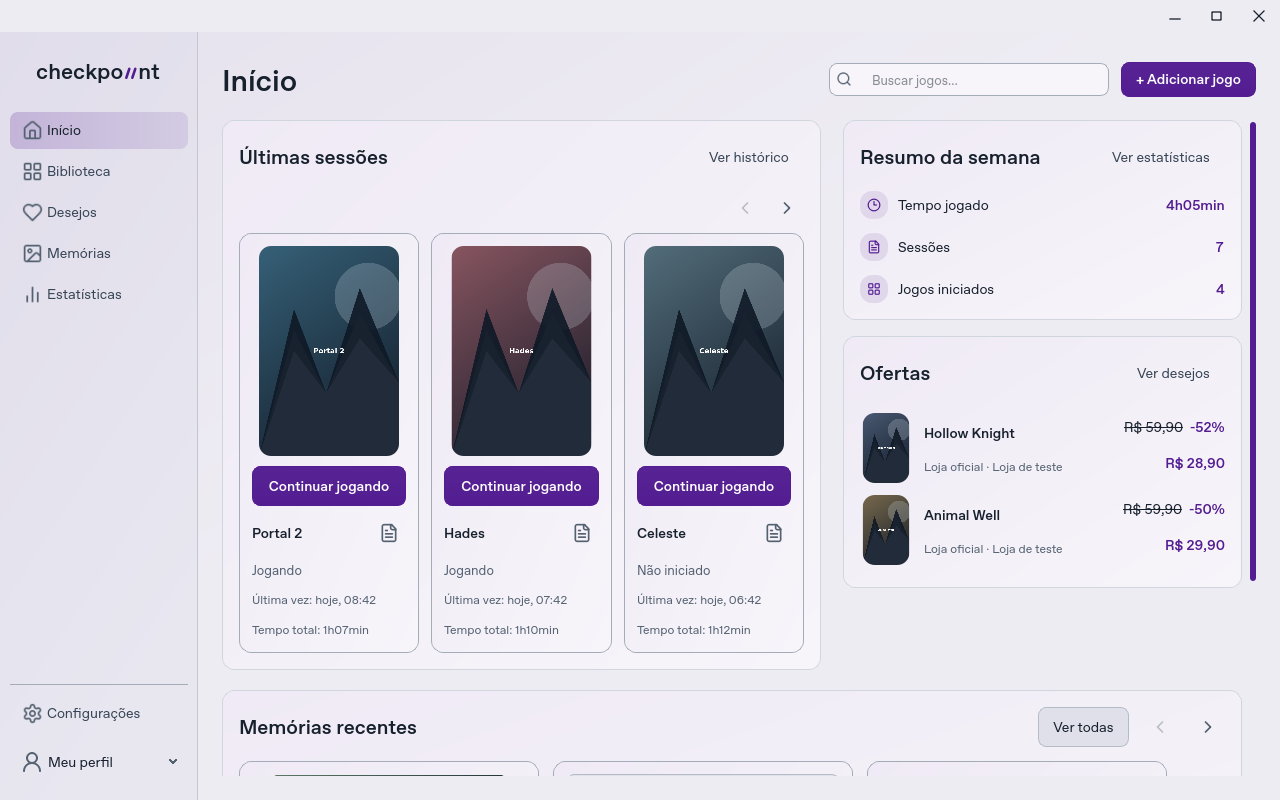 checkpoint
Início
Biblioteca
Desejos
Memórias
Estatísticas
Configurações
Meu perfil
Início
Buscar jogos...
+ Adicionar jogo
Últimas sessões
Ver histórico
Portal 2
Hades
Celeste
Continuar jogando
Continuar jogando
Continuar jogando
Portal 2
Hades
Celeste
Jogando
Jogando
Não iniciado
Última vez: hoje, 08:42
Última vez: hoje, 07:42
Última vez: hoje, 06:42
Tempo total: 1h07min
Tempo total: 1h10min
Tempo total: 1h12min
Resumo da semana
Ver estatísticas
Tempo jogado
4h05min
Sessões
7
Jogos iniciados
4
Ofertas
Ver desejos
Hollow Knight
R$ 59,90 -52%
Loja oficial · Loja de teste
R$ 28,90
Animal Well
R$ 59,90 -50%
Loja oficial · Loja de teste
R$ 29,90
Memórias recentes
Ver todas